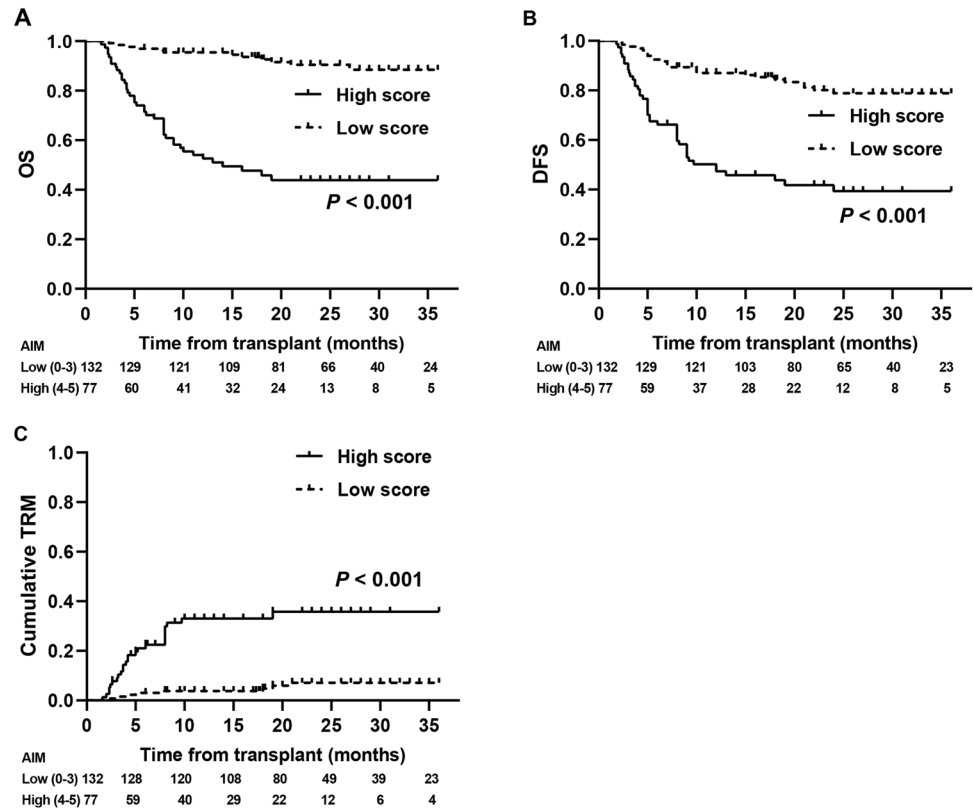 A
1.0
0.8
0.6
0.4
0.2
0.0
OS
High score
Low score
P < 0.001
0 5 10 15 20 25 30 35
Time from transplant (months)
AIM
Low (0-3) 132 129 121 109 81 66 40 24
High (4-5) 77 60 41 32 24 13 8 5
B
1.0
0.8
0.6
0.4
0.2
0.0
DFS
High score
Low score
P < 0.001
0 5 10 15 20 25 30 35
Time from transplant (months)
AIM
Low (0-3) 132 129 121 103 80 65 40 23
High (4-5) 77 59 37 28 22 12 8 5
C
1.0
0.8
0.6
0.4
0.2
0.0
Cumulative TRM
High score
Low score
P < 0.001
0 5 10 15 20 25 30 35
Time from transplant (months)
AIM
Low (0-3) 132 128 120 108 80 49 39 23
High (4-5) 77 59 40 29 22 12 6 4